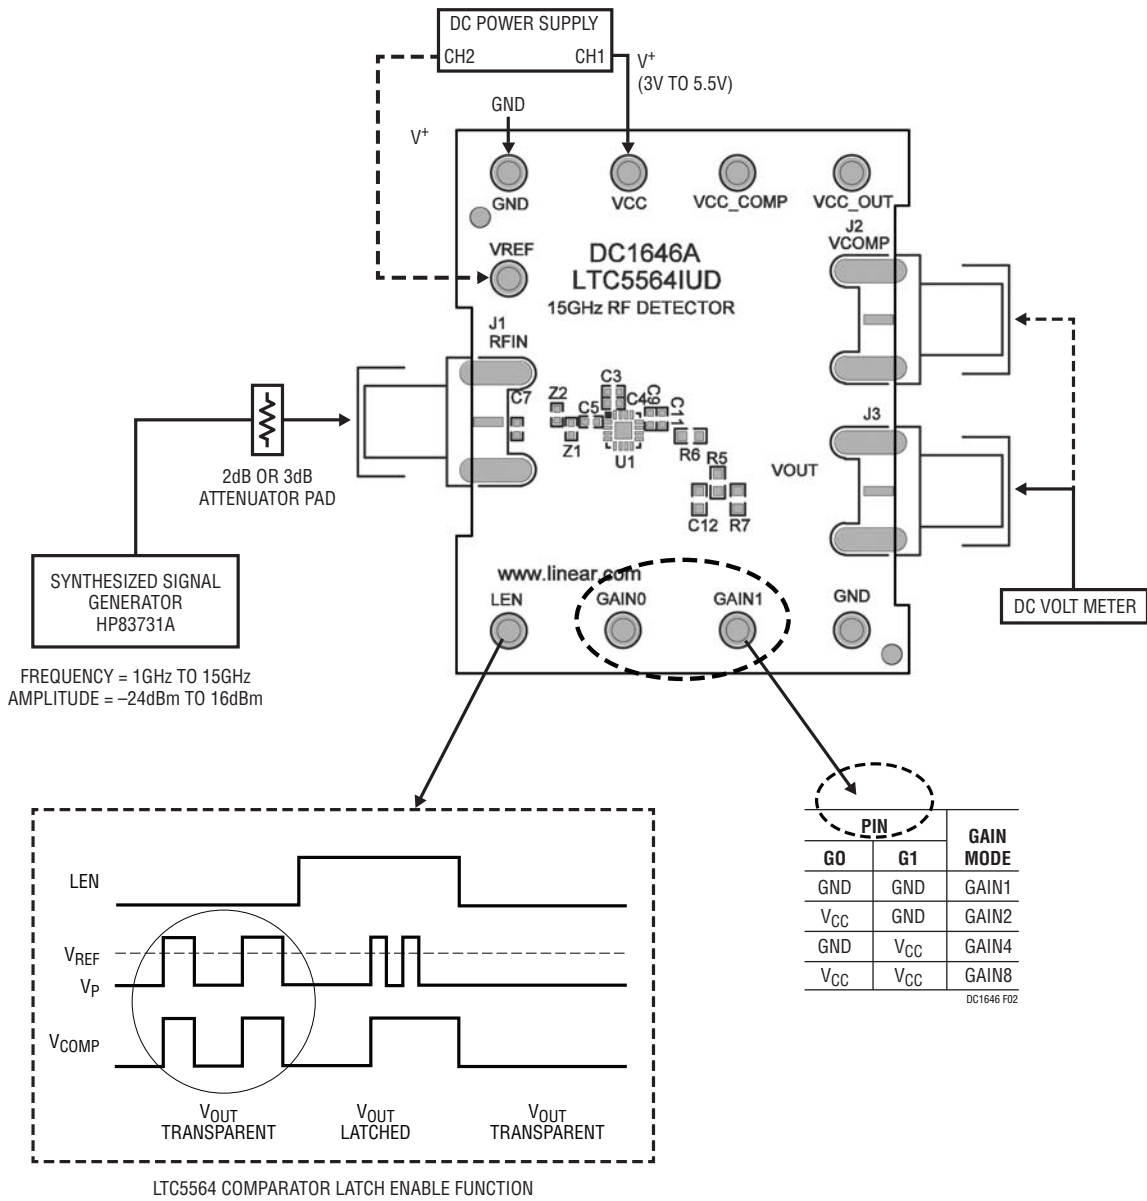 DC POWER SUPPLY
CH2 CH1
V+
(3V TO 5.5V)
GND
V+
GND VCC VCC_COMP VCC_OUT
VREF
DC1646A
LTC5564IUD
15GHz RF DETECTOR
J2
VCOMP
J1
RFIN
C7
Z2
C5
Z1
C3
C4
C9
C11
U1
R6
R5
C12
R7
J3
VOUT
2dB OR 3dB
ATTENUATOR PAD
SYNTHESIZED SIGNAL
GENERATOR
HP83731A
FREQUENCY = 1GHz TO 15GHz
AMPLITUDE = –24dBm TO 16dBm
www.linear.com
LEN GAIN0 GAIN1 GND
DC VOLT METER
PIN GAIN MODE
G0 G1
GND GND GAIN1
VCC GND GAIN2
GND VCC GAIN4
VCC VCC GAIN8
DC1646 F02
LEN
VREF
VP
VCOMP
VOUT TRANSPARENT
VOUT LATCHED
VOUT TRANSPARENT
LTC5564 COMPARATOR LATCH ENABLE FUNCTION